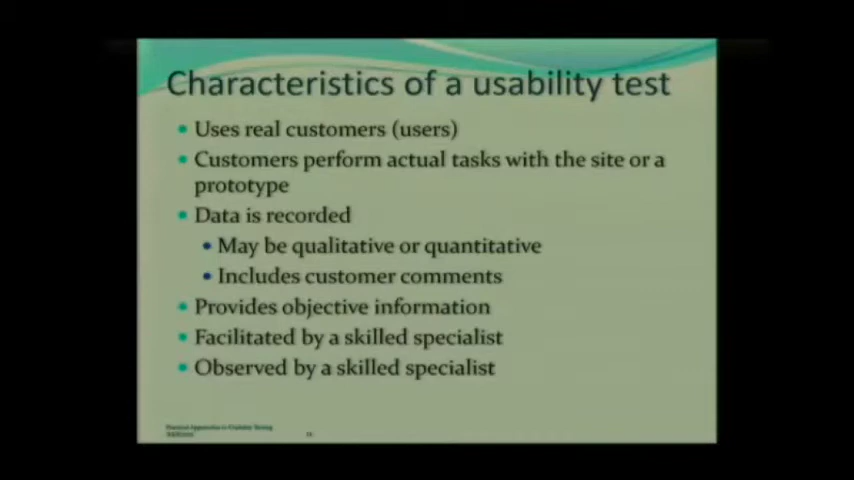 Characteristics of a usability test
• Uses real customers (users)
• Customers perform actual tasks with the site or a
prototype
• Data is recorded
• May be qualitative or quantitative
• Includes customer comments
• Provides objective information
• Facilitated by a skilled specialist
• Observed by a skilled specialist